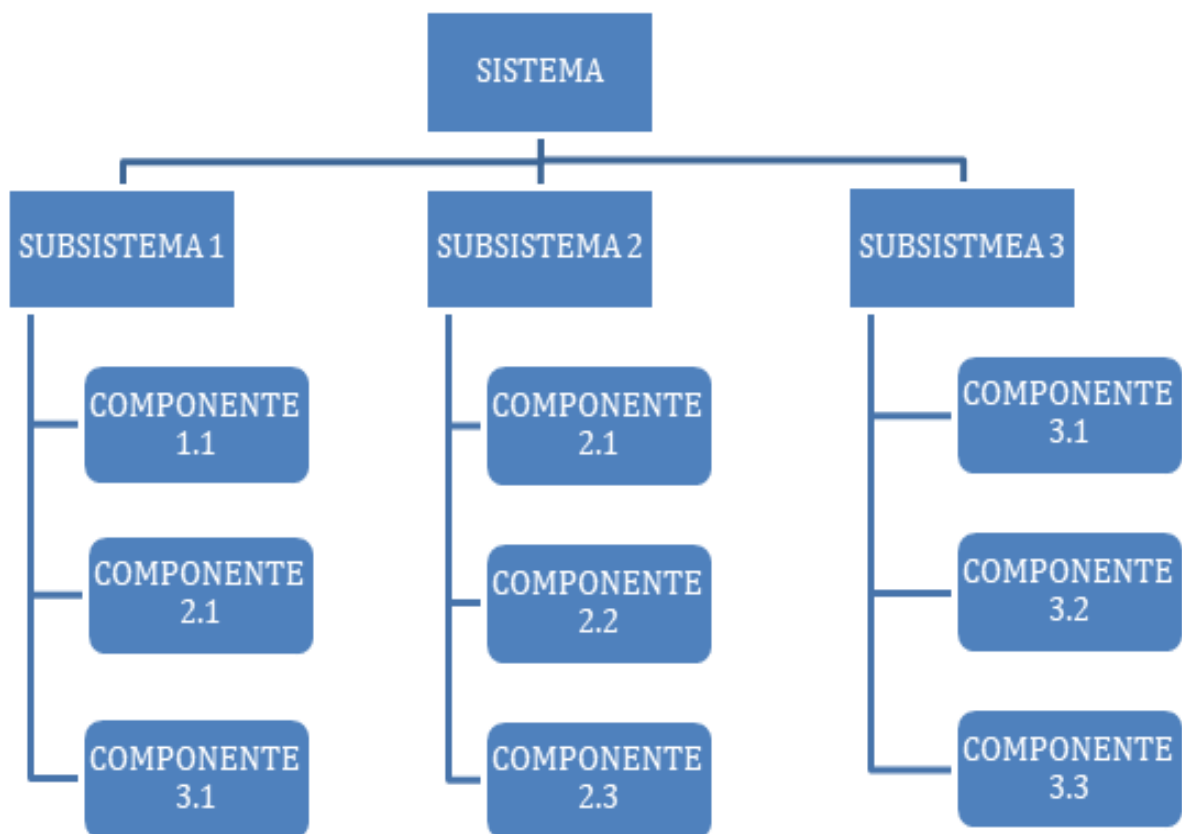 SISTEMA
SUBSISTEMA 1
SUBSISTEMA 2
SUBSISTMEA 3
COMPONENTE
1.1
COMPONENTE
2.1
COMPONENTE
3.1
COMPONENTE
2.1
COMPONENTE
2.2
COMPONENTE
2.3
COMPONENTE
3.1
COMPONENTE
3.2
COMPONENTE
3.3